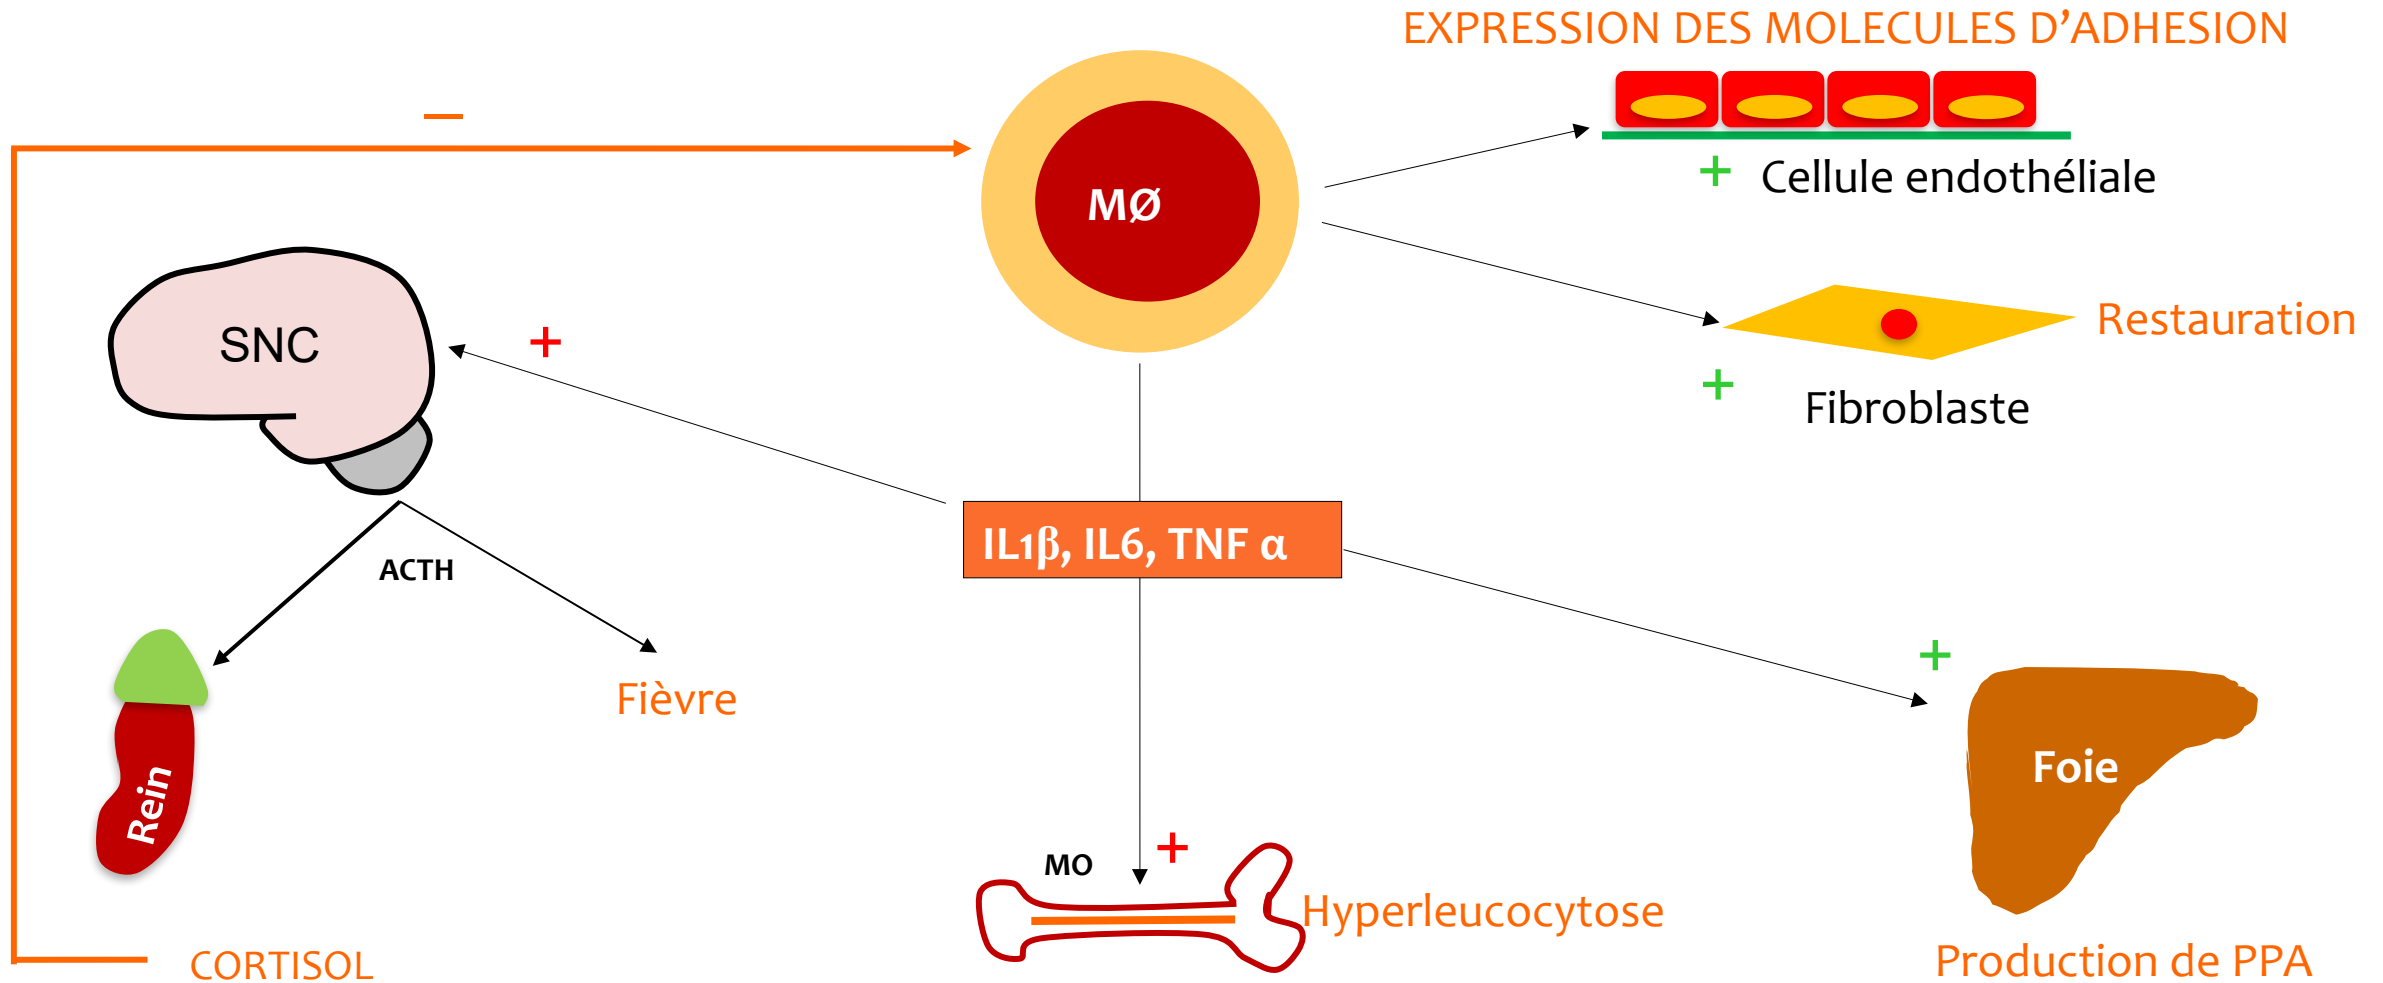 EXPRESSION DES MOLECULES D’ADHESION
–
MØ
+ Cellule endothéliale
SNC
+
Restauration
+
Fibroblaste
IL1β, IL6, TNF α
ACTH
+
Fièvre
Foie
Rein
MO
+
Hyperleucocytose
CORTISOL
Production de PPA